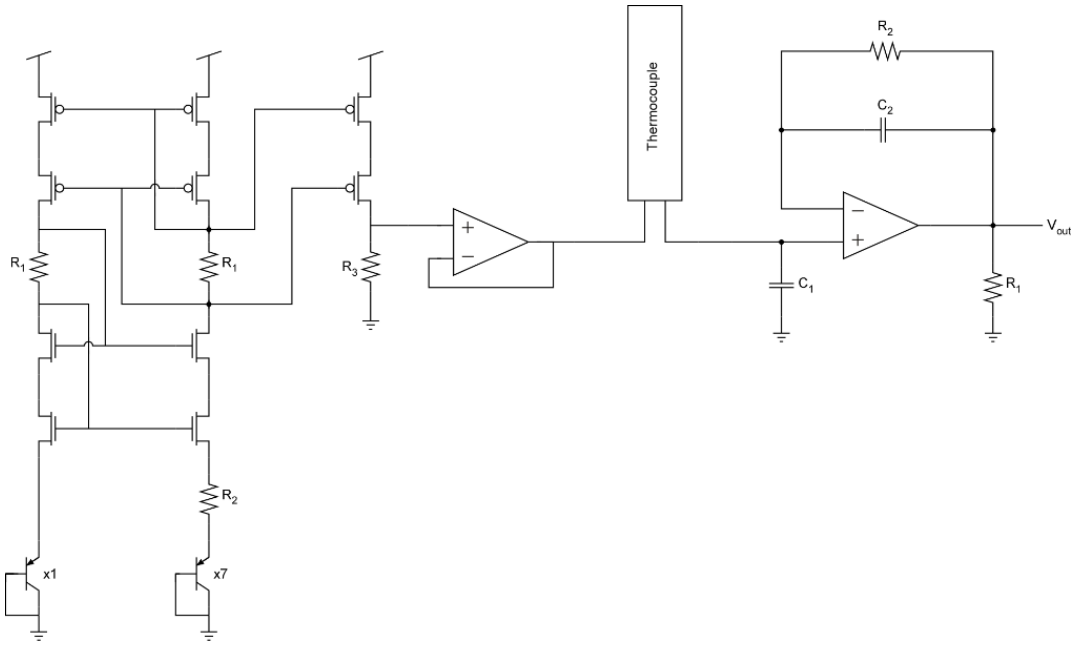 R2
C2
Thermocouple
Vout
R1
R1
R3
+
−
−
+
C1
R1
R2
x1
x7